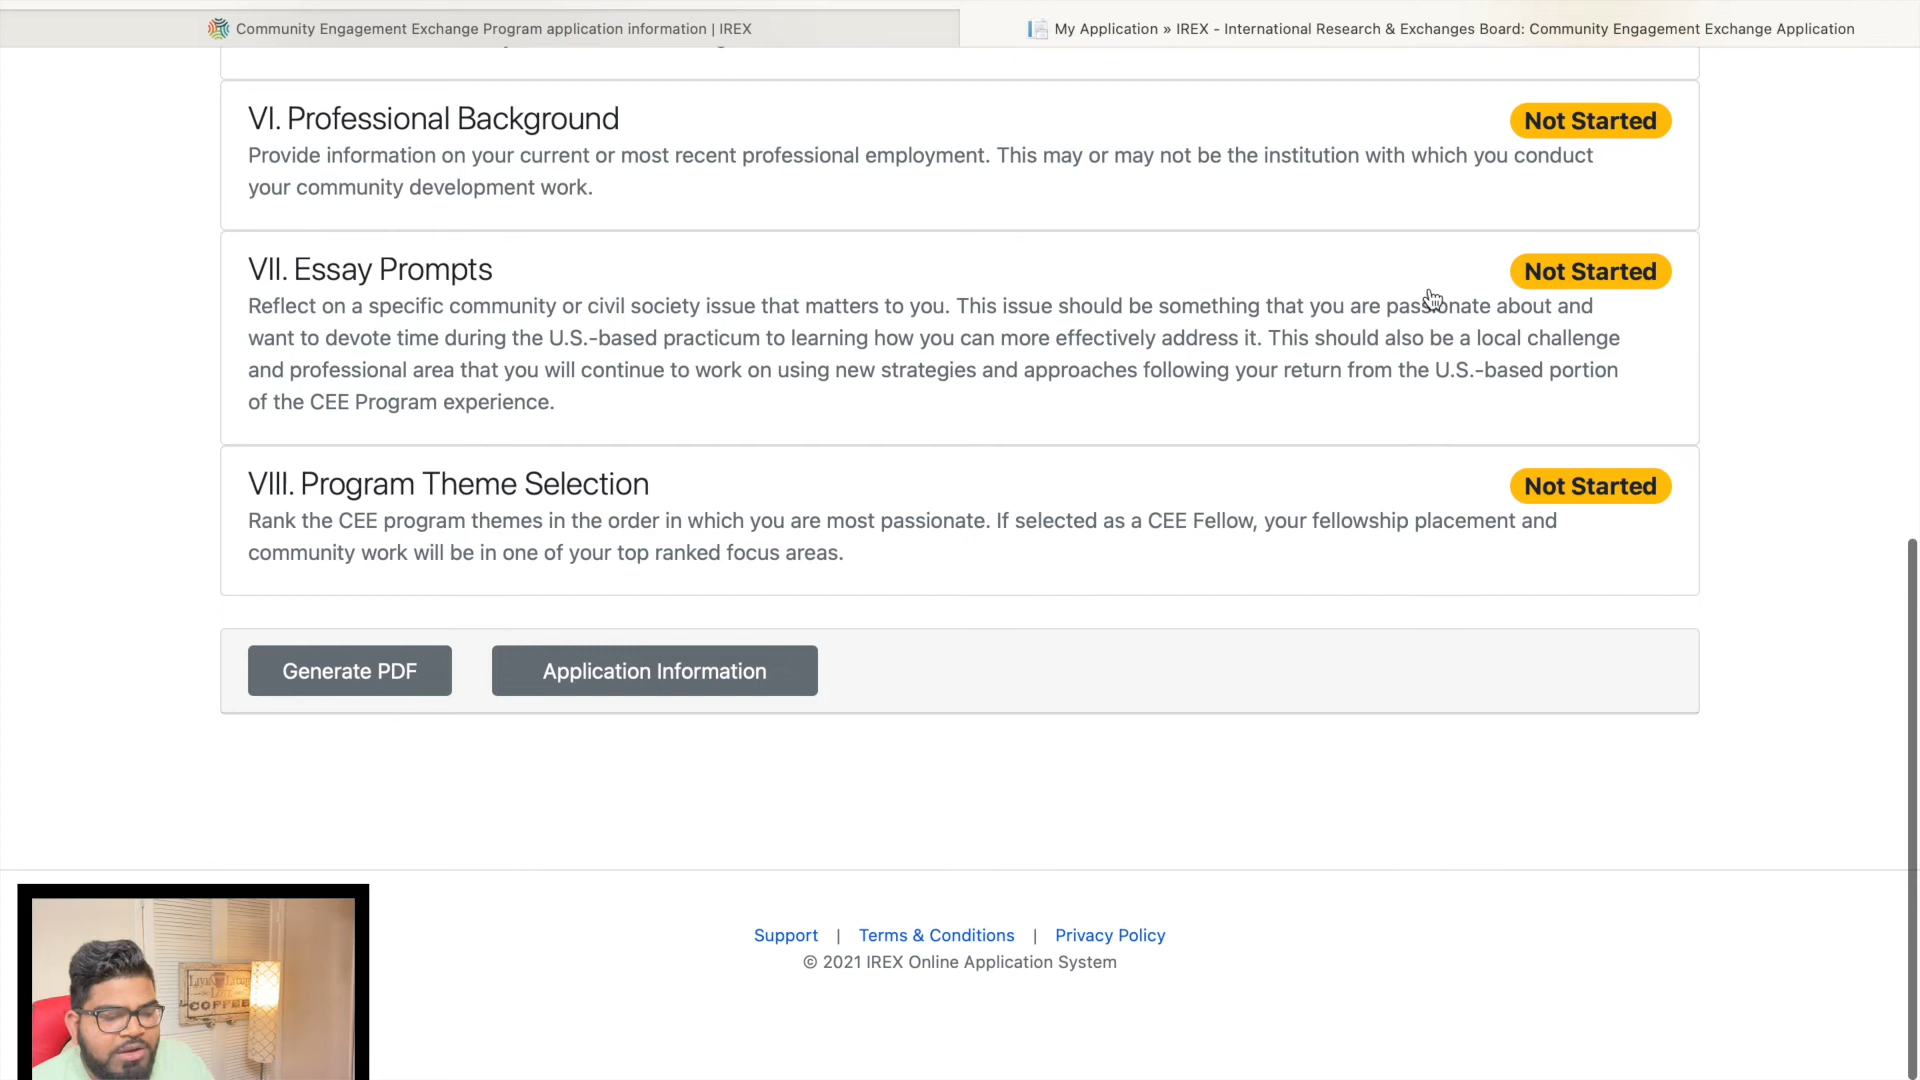 Community Engagement Exchange Program application information | IREX
My Application » IREX - International Research & Exchanges Board: Community Engagement Exchange Application
VI. Professional Background
Not Started
Provide information on your current or most recent professional employment. This may or may not be the institution with which you conduct
your community development work.
VII. Essay Prompts
Not Started
Reflect on a specific community or civil society issue that matters to you. This issue should be something that you are passionate about and
want to devote time during the U.S.-based practicum to learning how you can more effectively address it. This should also be a local challenge
and professional area that you will continue to work on using new strategies and approaches following your return from the U.S.-based portion
of the CEE Program experience.
VIII. Program Theme Selection
Not Started
Rank the CEE program themes in the order in which you are most passionate. If selected as a CEE Fellow, your fellowship placement and
community work will be in one of your top ranked focus areas.
Generate PDF
Application Information
Support | Terms & Conditions | Privacy Policy
© 2021 IREX Online Application System
COFFEE